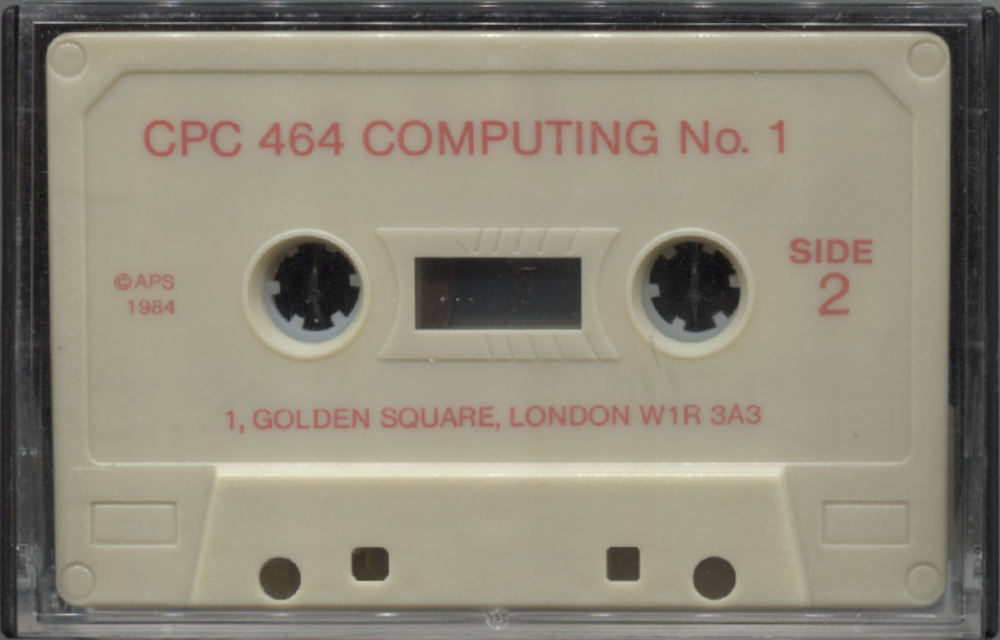 CPC 464 COMPUTING No. 1
SIDE
2
©APS
1984
1, GOLDEN SQUARE, LONDON W1R 3A3